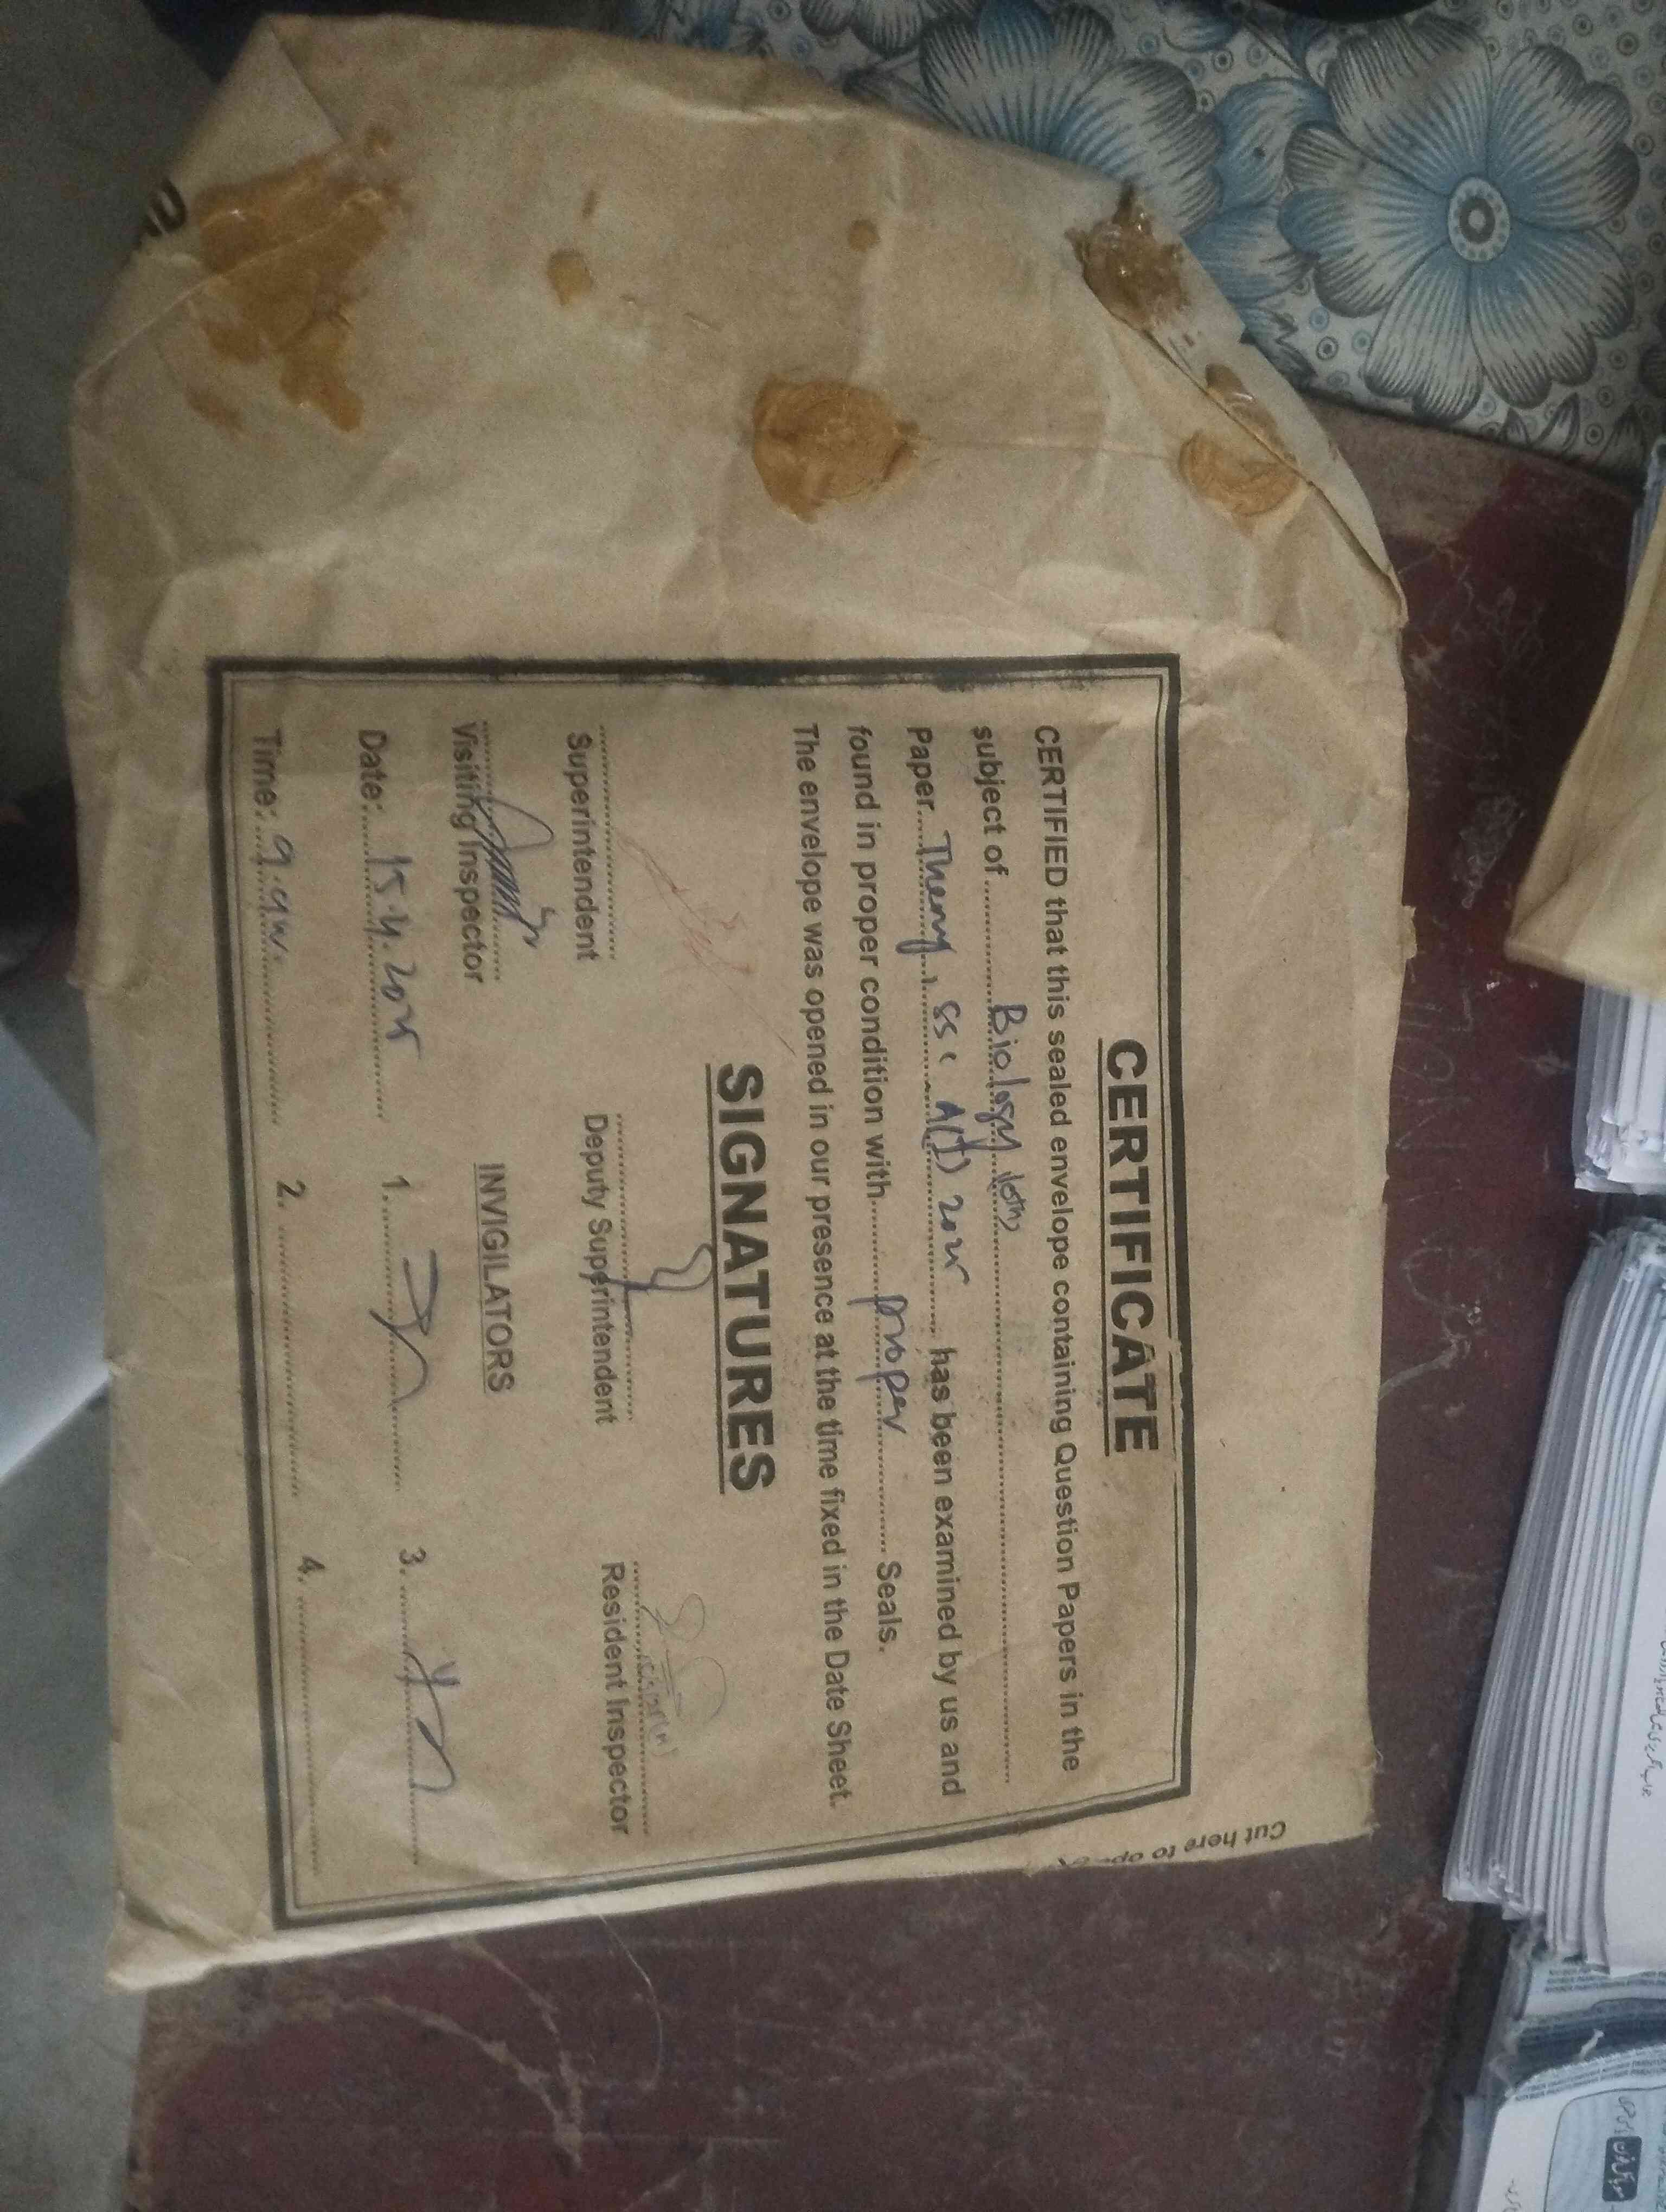 CERTIFICATE
CERTIFIED that this sealed envelope containing Question Papers in the
subject of Biology 10th
Paper Theory, SSC A(I) has been examined by us and
found in proper condition with proper Seals.
The envelope was opened in our presence at the time fixed in the Date Sheet.
SIGNATURES
Superintendent Deputy Superintendent Resident Inspector
Visiting Inspector INVIGILATORS
Date: 15.4.2025 1. 3.
Time: 9. 2. 4.
Cut here to